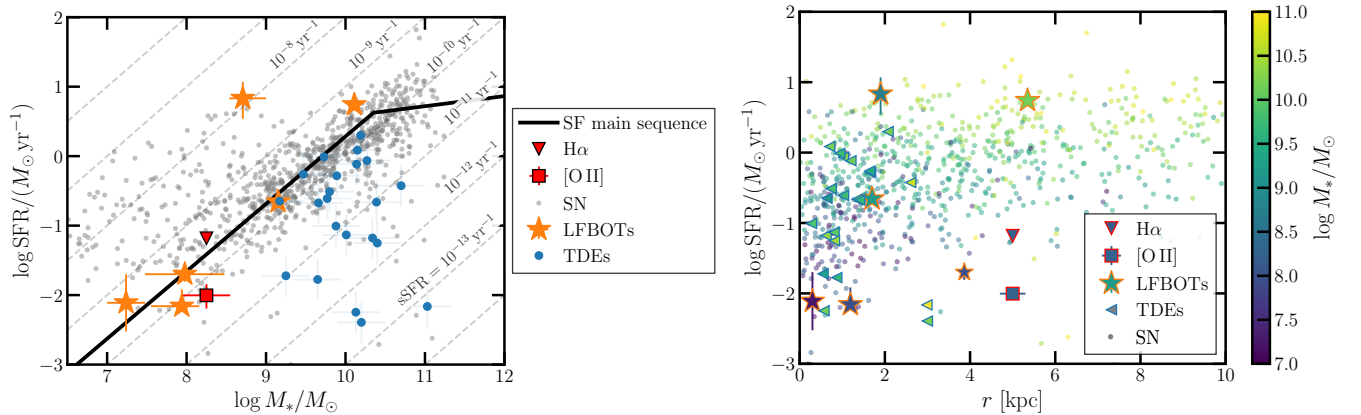 2
1
0
−1
−2
−3
log SFR/(M⊙ yr⁻¹)
7
8
9
10
11
12
log M*/M⊙
10⁻⁸ yr⁻¹
10⁻⁹ yr⁻¹
10⁻¹⁰ yr⁻¹
10⁻¹¹ yr⁻¹
10⁻¹² yr⁻¹
sSFR = 10⁻¹³ yr⁻¹
SF main sequence
Hα
[O II]
SN
LFBOTs
TDEs
2
1
0
−1
−2
−3
log SFR/(M⊙ yr⁻¹)
0
2
4
6
8
10
r [kpc]
Hα
[O II]
LFBOTs
TDEs
SN
11.0
10.5
10.0
9.5
9.0
8.5
8.0
7.5
7.0
log M*/M⊙